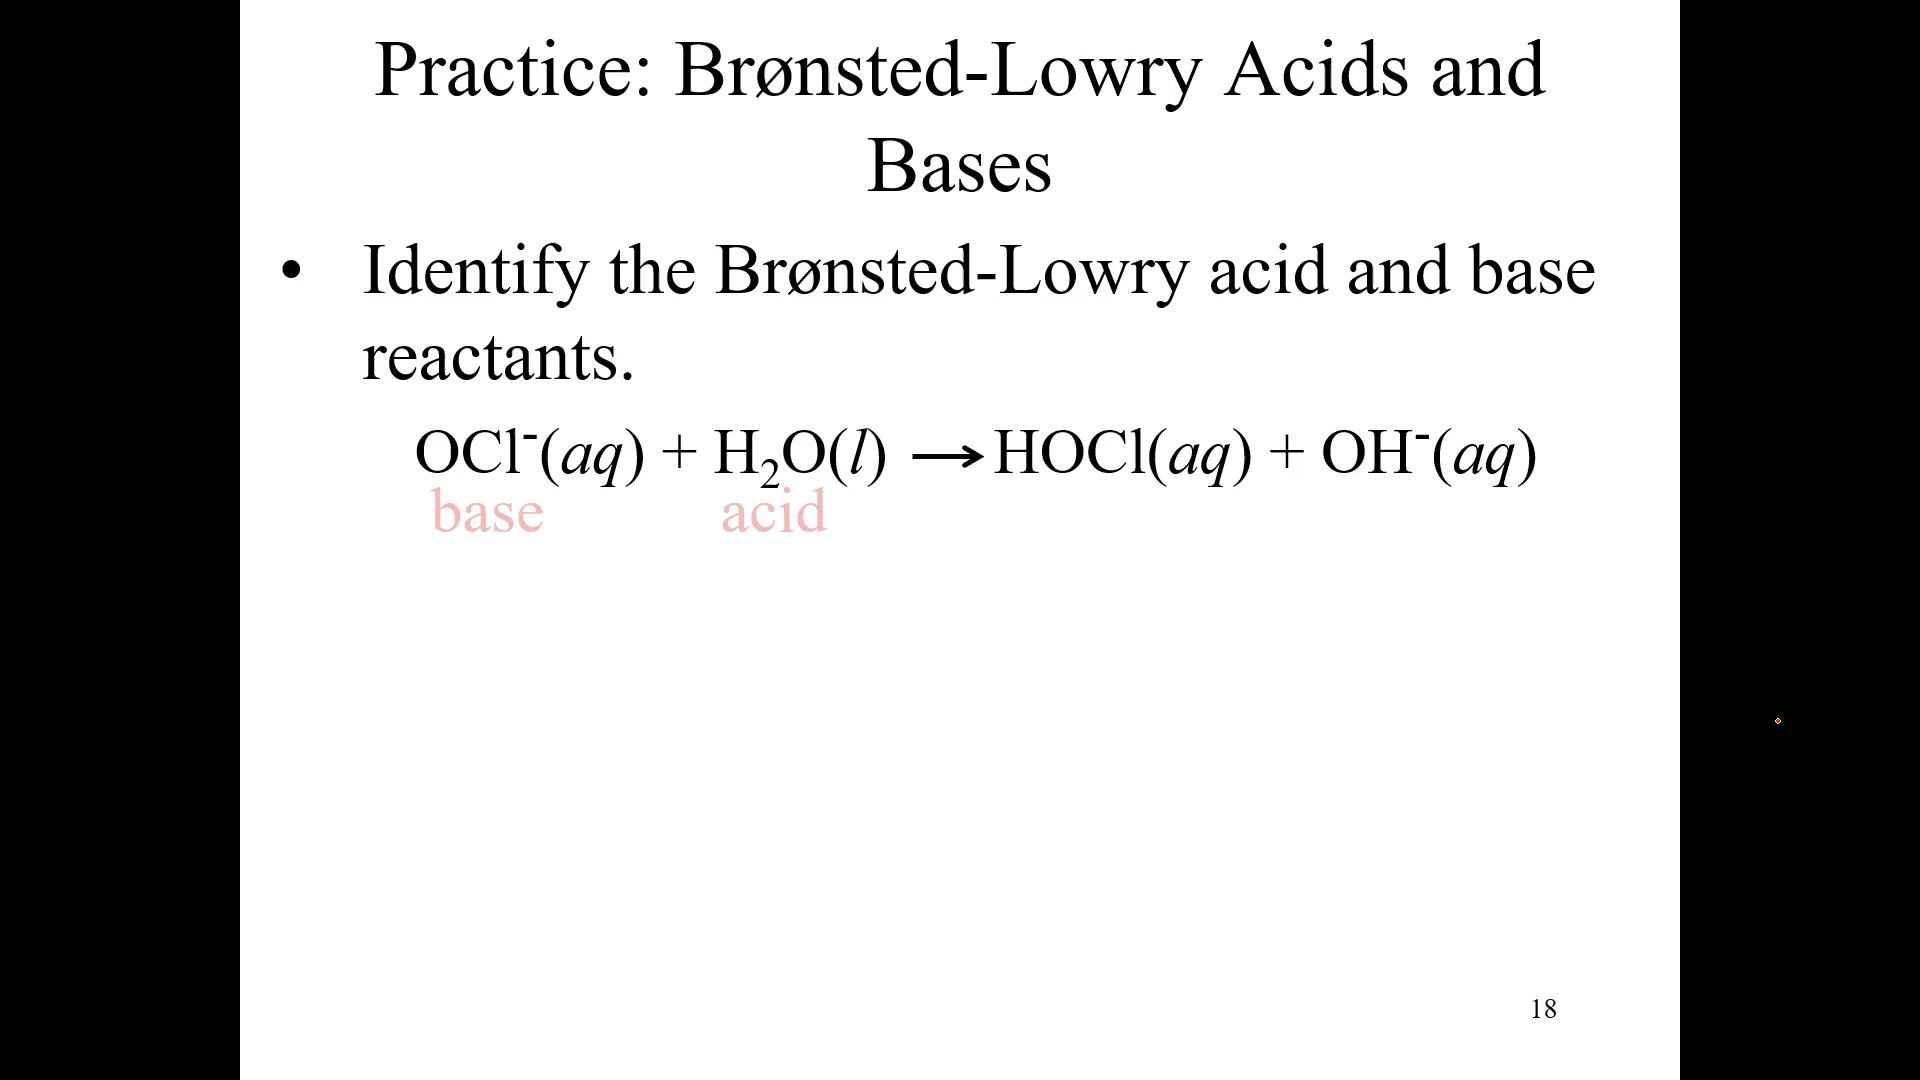 Practice: Brønsted-Lowry Acids and
Bases
• Identify the Brønsted-Lowry acid and base
reactants.
OCl⁻(aq) + H₂O(l) ⟶ HOCl(aq) + OH⁻(aq)
base acid
18